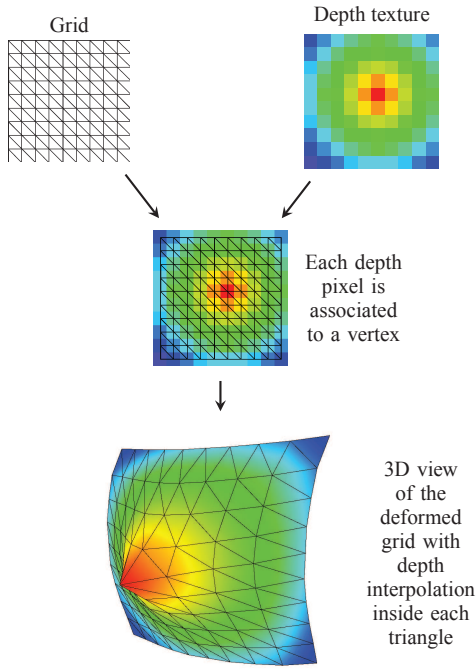 Grid
Depth texture
Each depth
pixel is
associated
to a vertex
3D view
of the
deformed
grid with
depth
interpolation
inside each
triangle